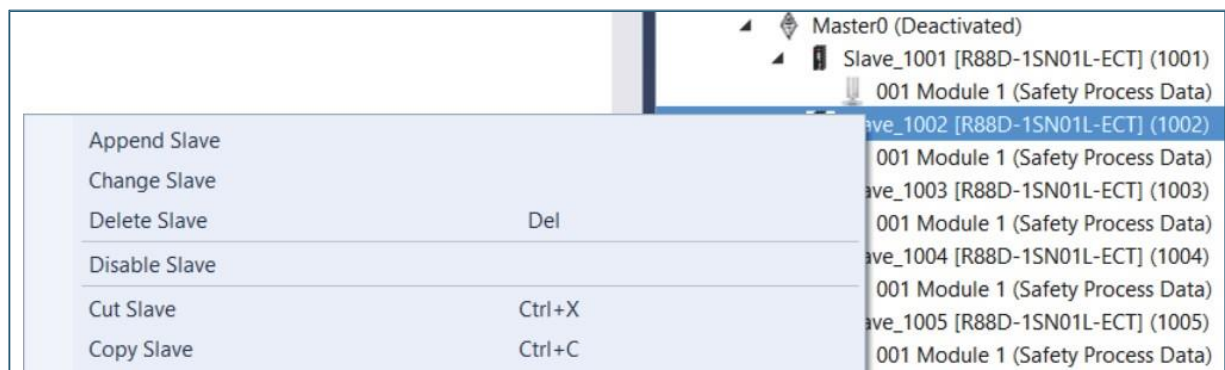 Master0 (Deactivated)
Slave_1001 [R88D-1SN01L-ECT] (1001)
001 Module 1 (Safety Process Data)
ave_1002 [R88D-1SN01L-ECT] (1002)
001 Module 1 (Safety Process Data)
ave_1003 [R88D-1SN01L-ECT] (1003)
001 Module 1 (Safety Process Data)
ave_1004 [R88D-1SN01L-ECT] (1004)
001 Module 1 (Safety Process Data)
ave_1005 [R88D-1SN01L-ECT] (1005)
001 Module 1 (Safety Process Data)
Append Slave
Change Slave
Delete Slave Del
Disable Slave
Cut Slave Ctrl+X
Copy Slave Ctrl+C